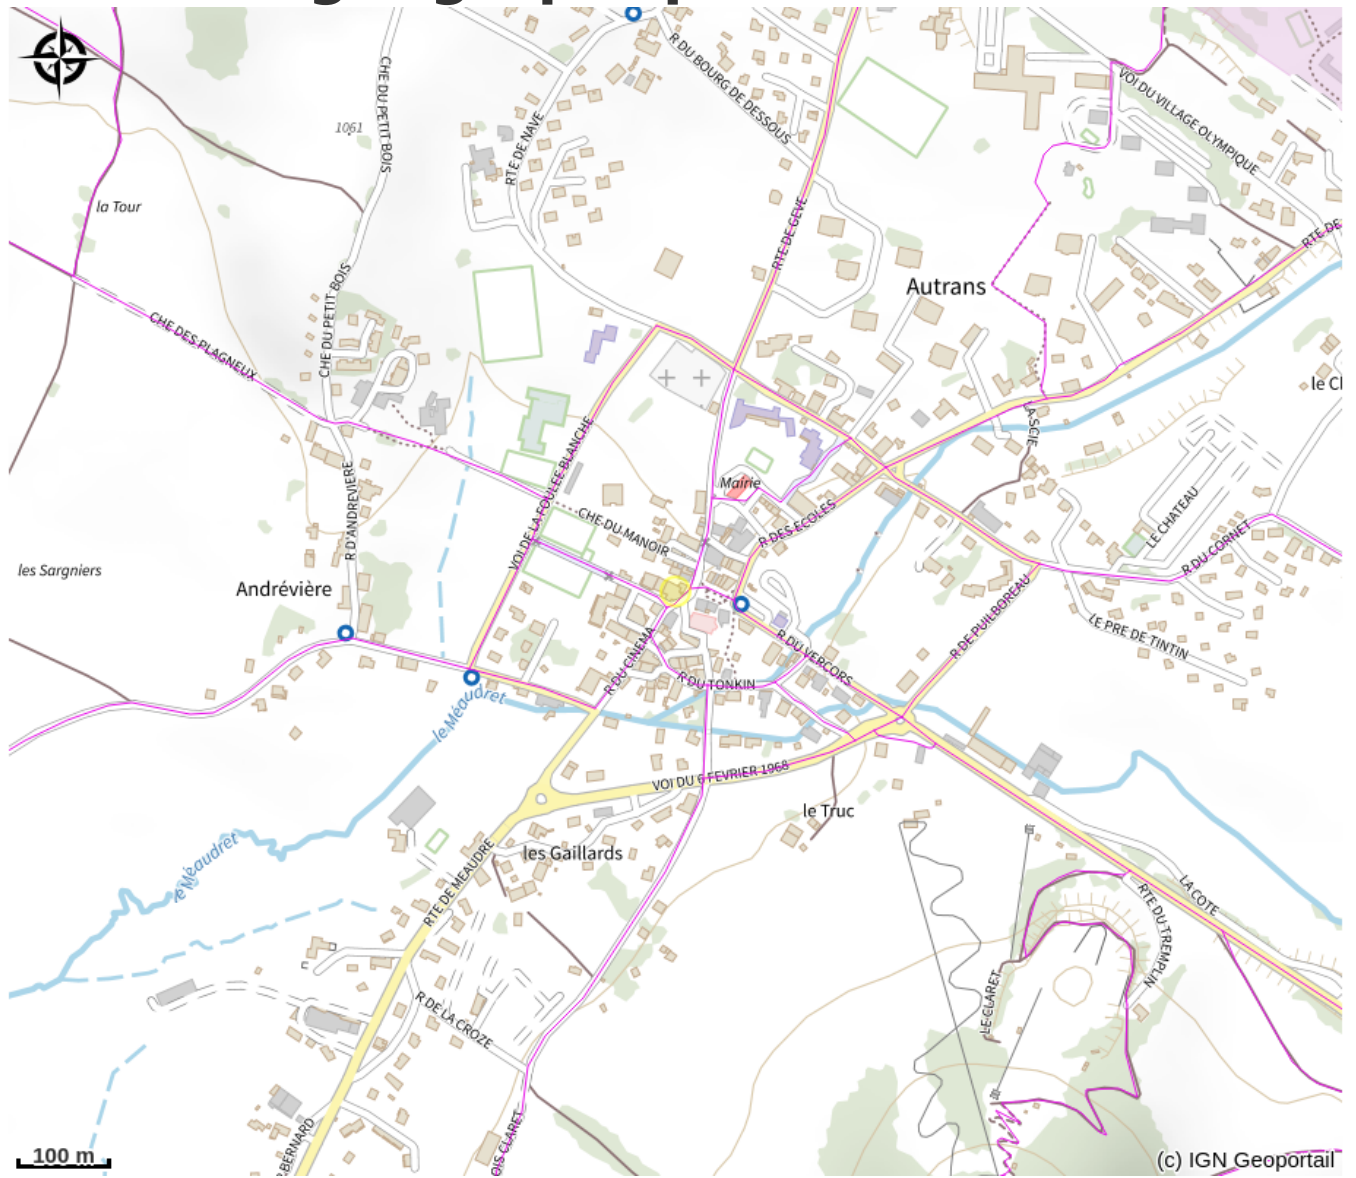 R DU BOURG DE DESSOUS
VOI DU VILLAGE OLYMPIQUE
CHE DU PETIT BOIS
1061
RTE DE NAVE
la Tour
RTE DE GEVE
RTE DE
Autrans
CHE DU PETIT BOIS
CHE DES PLAGNEUX
le Cl
LA SCIE
VOI DE LA FOULEE BLANCHE
Mairie
R D'ANDREVIERE
CHE DU MANOIR
R DES ECOLES
LE CHATEAU
R DU CORNET
les Sargniers
Andrévière
R DE PUILBOREAU
LE PRE DE TINTIN
R DU CINEMA
R DU VERCORS
R DU TONKIN
le Méaudret
VOI DU 6 FEVRIER 1968
le Truc
les Gaillards
le Méaudret
RTE DE MEAUDRE
LA COTE
RTE DU TREMPLIN
LE CLARET
R DE LA CROZE
BERNARD
OIS CLARET
100 m
(c) IGN Geoportail